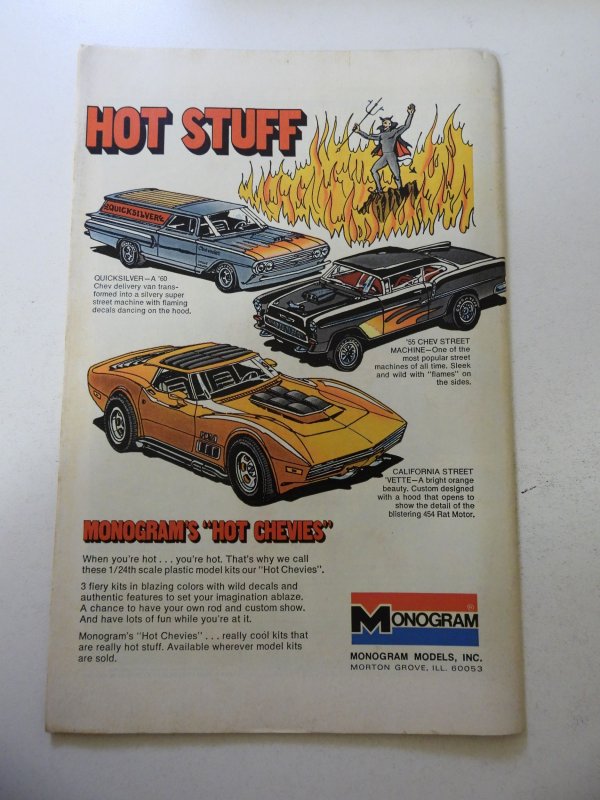 HOT STUFF
QUICKSILVER
QUICKSILVER—A '60
Chev delivery van trans-
formed into a silvery super
street machine with flaming
decals dancing on the hood.
'55 CHEV STREET
MACHINE—One of the
most popular street
machines of all time. Sleek
and wild with "flames" on
the sides.
CALIFORNIA STREET
'VETTE—A bright orange
beauty. Custom designed
with a hood that opens to
show the detail of the
blistering 454 Rat Motor.
MONOGRAM'S "HOT CHEVIES"
When you're hot . . . you're hot. That's why we call
these 1/24th scale plastic model kits our "Hot Chevies".
3 fiery kits in blazing colors with wild decals and
authentic features to set your imagination ablaze.
A chance to have your own rod and custom show.
And have lots of fun while you're at it.
Monogram's "Hot Chevies" . . . really cool kits that
are really hot stuff. Available wherever model kits
are sold.
MONOGRAM®
MONOGRAM MODELS, INC.
MORTON GROVE, ILL. 60053